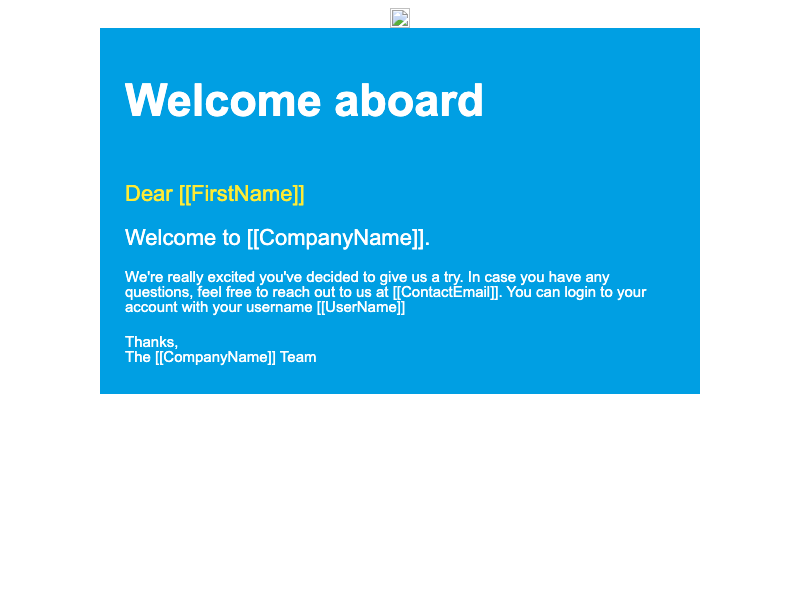 Welcome aboard
Dear [[FirstName]]
Welcome to [[CompanyName]].
We're really excited you've decided to give us a try. In case you have any
questions, feel free to reach out to us at [[ContactEmail]]. You can login to your
account with your username [[UserName]]
Thanks,
The [[CompanyName]] Team